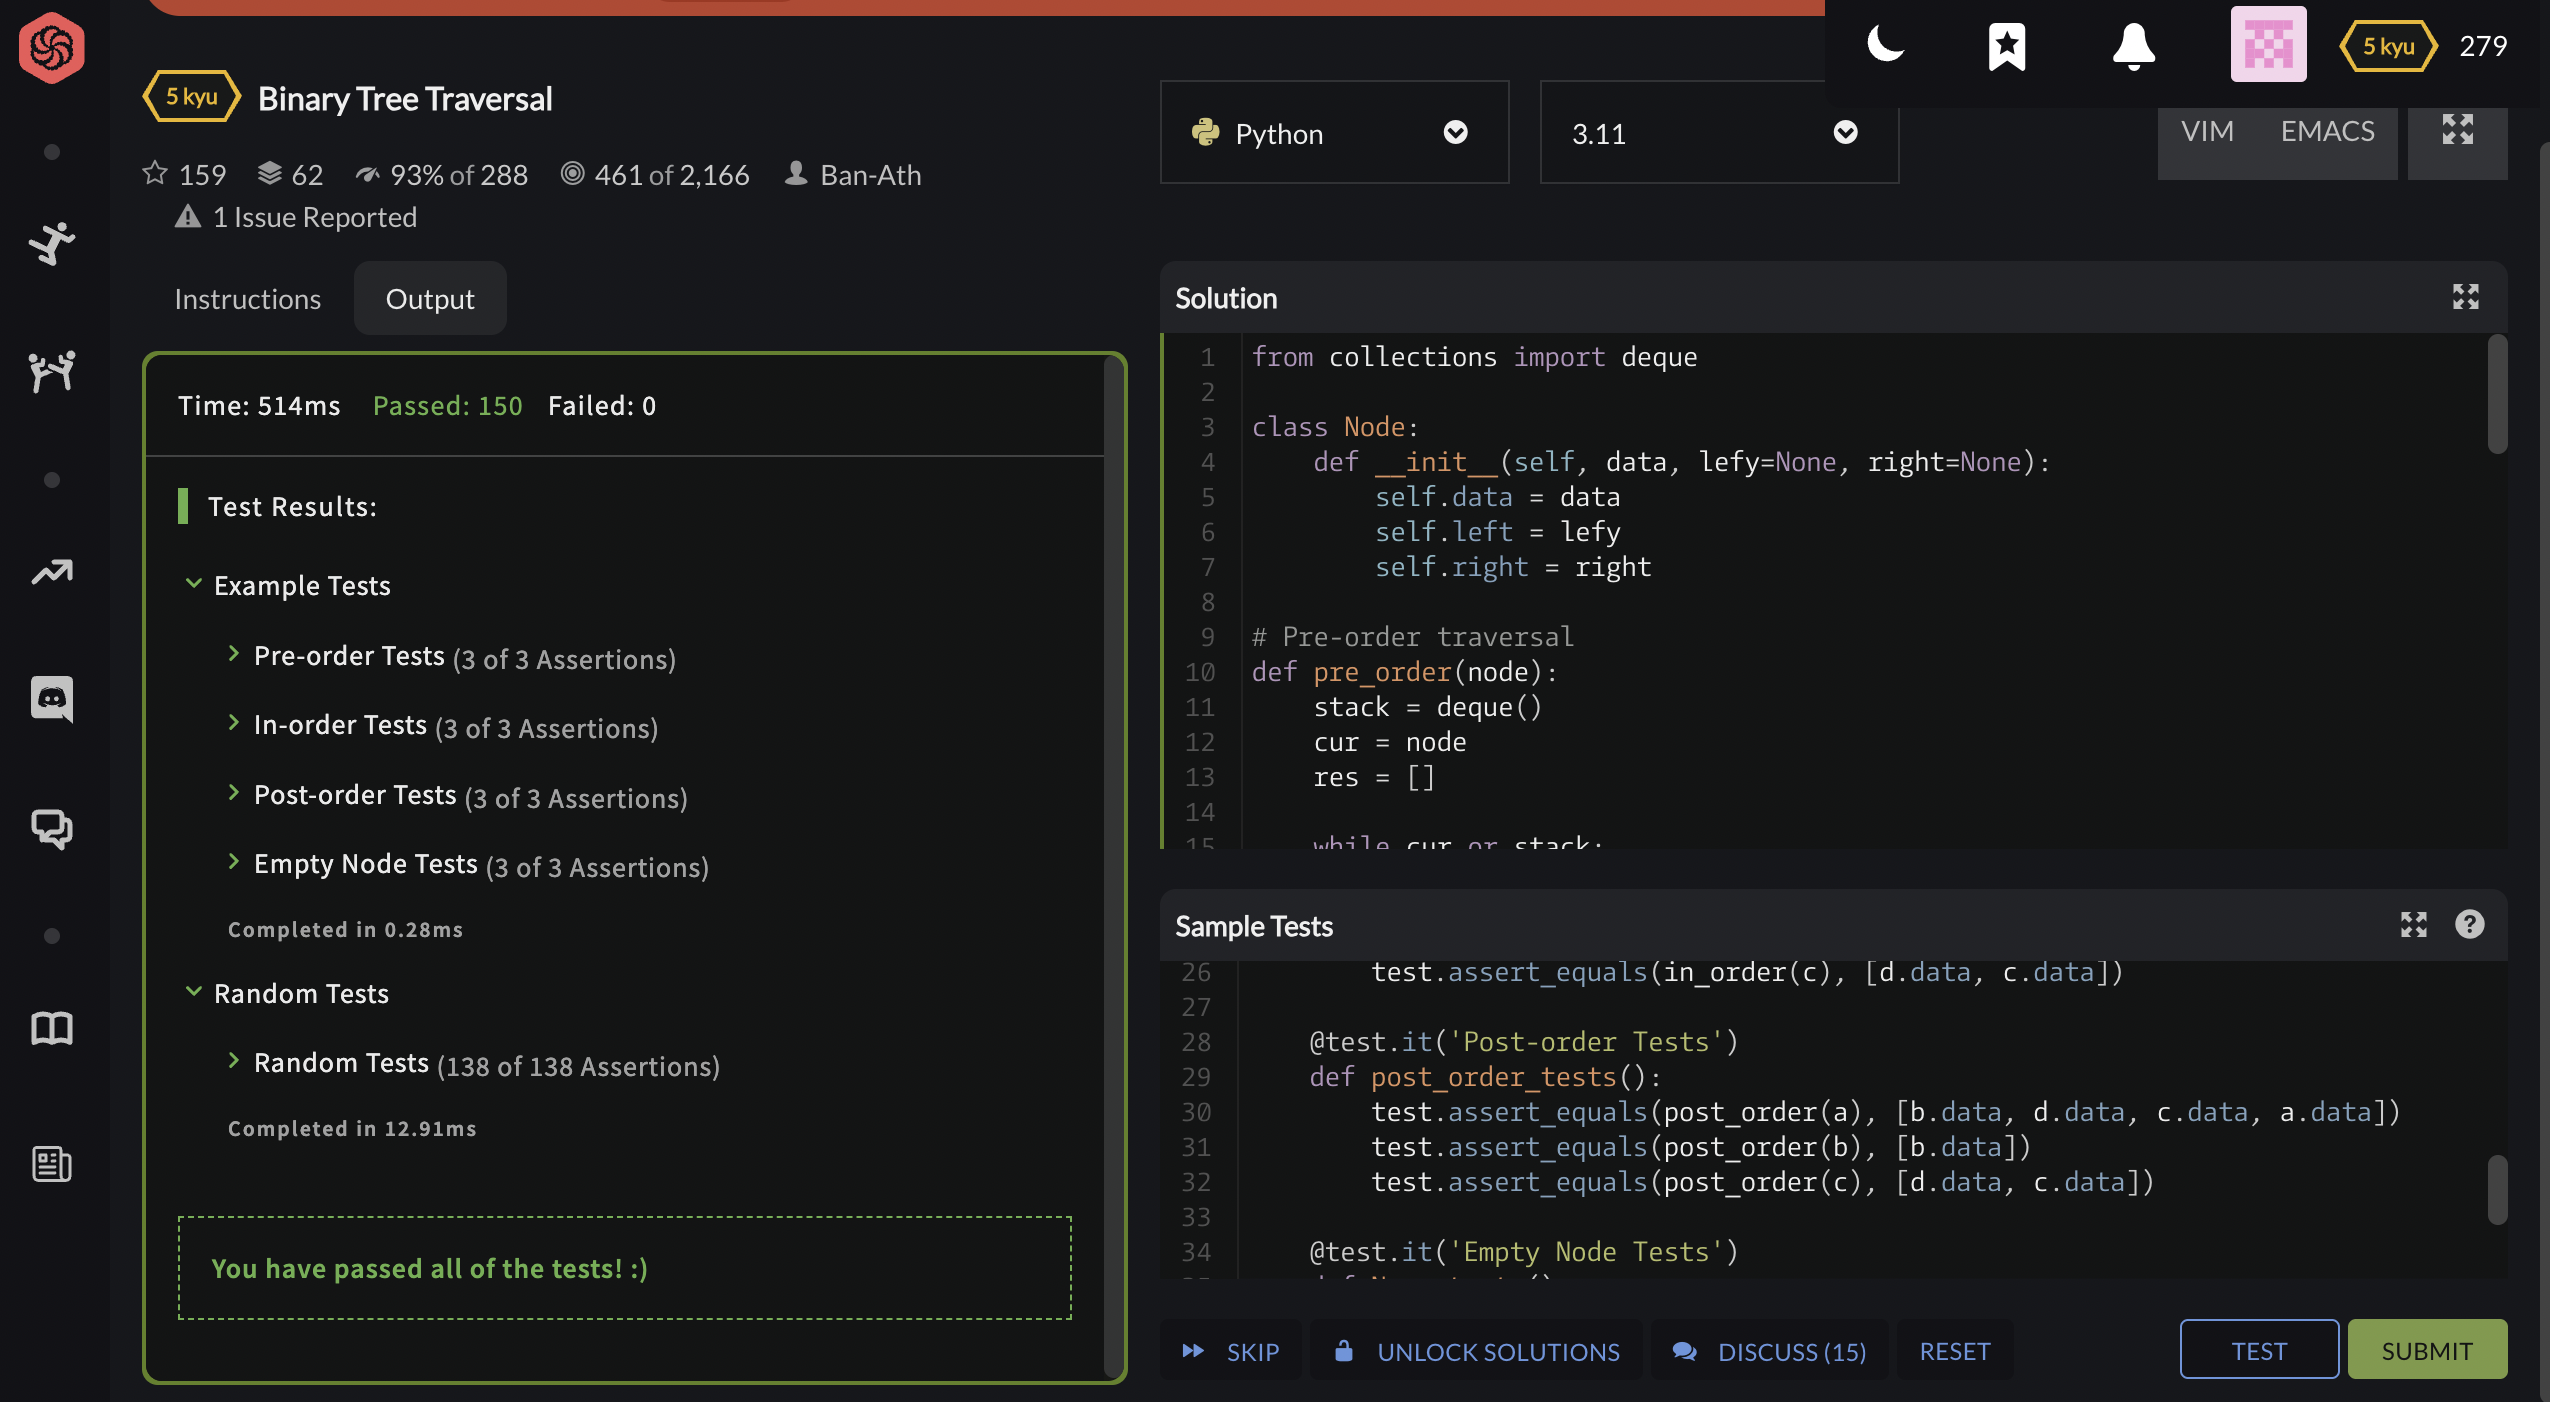 5 kyu 279
5 kyu Binary Tree Traversal
159 62 93% of 288 461 of 2,166 Ban-Ath
1 Issue Reported
Python 3.11 VIM EMACS
Instructions Output
Time: 514ms Passed: 150 Failed: 0
Test Results:
Example Tests
Pre-order Tests (3 of 3 Assertions)
In-order Tests (3 of 3 Assertions)
Post-order Tests (3 of 3 Assertions)
Empty Node Tests (3 of 3 Assertions)
Completed in 0.28ms
Random Tests
Random Tests (138 of 138 Assertions)
Completed in 12.91ms
You have passed all of the tests! :)
Solution
1 from collections import deque
2
3 class Node:
4 def __init__(self, data, lefy=None, right=None):
5 self.data = data
6 self.left = lefy
7 self.right = right
8
9 # Pre-order traversal
10 def pre_order(node):
11 stack = deque()
12 cur = node
13 res = []
14
15 while cur or stack:
Sample Tests
26 test.assert_equals(in_order(c), [d.data, c.data])
27
28 @test.it('Post-order Tests')
29 def post_order_tests():
30 test.assert_equals(post_order(a), [b.data, d.data, c.data, a.data])
31 test.assert_equals(post_order(b), [b.data])
32 test.assert_equals(post_order(c), [d.data, c.data])
33
34 @test.it('Empty Node Tests')
SKIP UNLOCK SOLUTIONS DISCUSS (15) RESET TEST SUBMIT